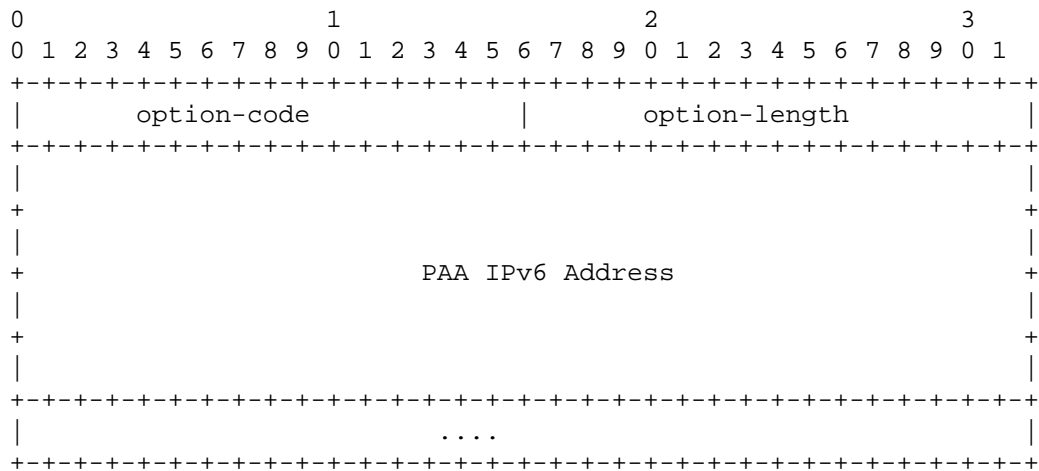 0                   1                   2                   3
0 1 2 3 4 5 6 7 8 9 0 1 2 3 4 5 6 7 8 9 0 1 2 3 4 5 6 7 8 9 0 1
+-+-+-+-+-+-+-+-+-+-+-+-+-+-+-+-+-+-+-+-+-+-+-+-+-+-+-+-+-+-+-+-+
|       option-code             |       option-length           |
+-+-+-+-+-+-+-+-+-+-+-+-+-+-+-+-+-+-+-+-+-+-+-+-+-+-+-+-+-+-+-+-+
|                                                               |
+                                                               +
|                                                               |
+                         PAA IPv6 Address                      +
|                                                               |
+                                                               +
|                                                               |
+-+-+-+-+-+-+-+-+-+-+-+-+-+-+-+-+-+-+-+-+-+-+-+-+-+-+-+-+-+-+-+-+
|                          ....                                 |
+-+-+-+-+-+-+-+-+-+-+-+-+-+-+-+-+-+-+-+-+-+-+-+-+-+-+-+-+-+-+-+-+